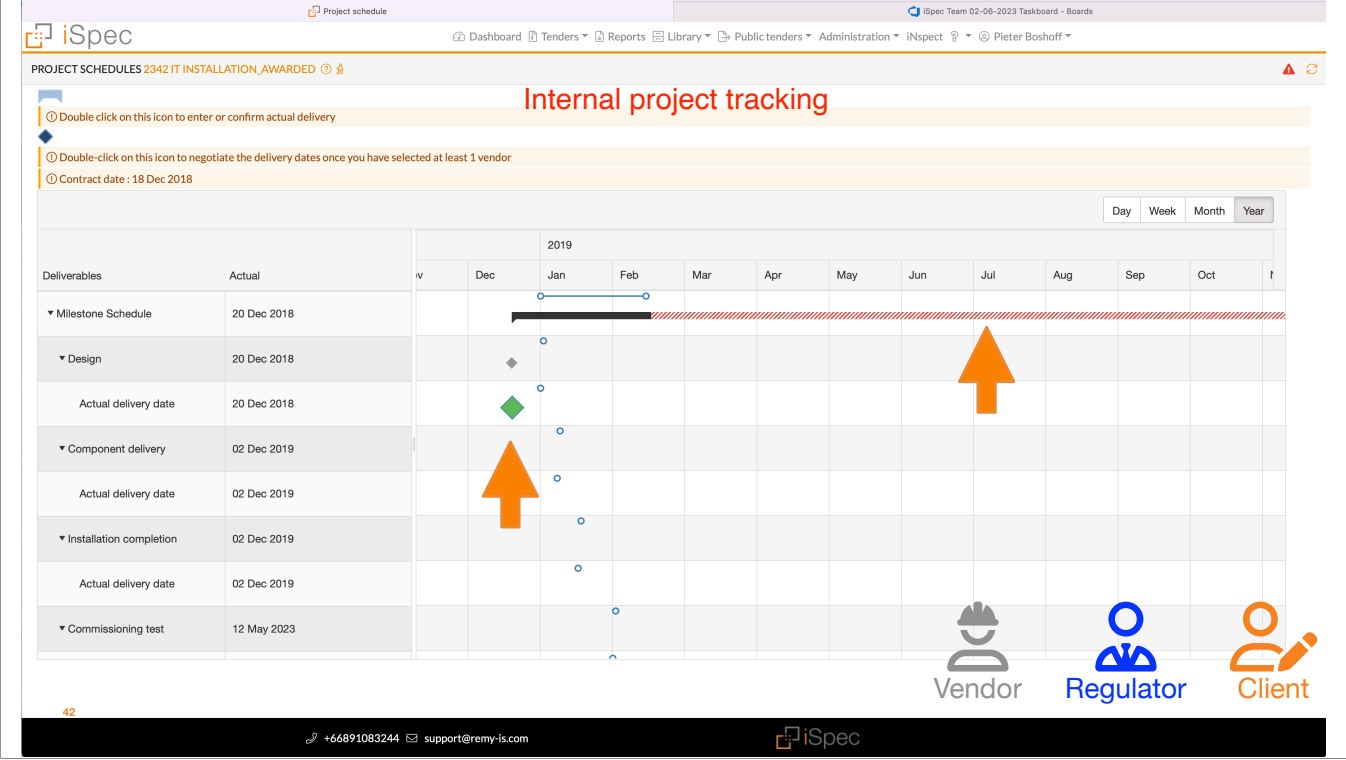 Project schedule
iSpec Team 02-06-2023 Taskboard - Boards
iSpec
Dashboard Tenders Reports Library Public tenders Administration iNspect Pieter Boshoff
PROJECT SCHEDULES 2342 IT INSTALLATION_AWARDED
Internal project tracking
Double click on this icon to enter or confirm actual delivery
Double-click on this icon to negotiate the delivery dates once you have selected at least 1 vendor
Contract date : 18 Dec 2018
Day Week Month Year
2019
Deliverables Actual
Dec Jan Feb Mar Apr May Jun Jul Aug Sep Oct
Milestone Schedule 20 Dec 2018
Design 20 Dec 2018
Actual delivery date 20 Dec 2018
Component delivery 02 Dec 2019
Actual delivery date 02 Dec 2019
Installation completion 02 Dec 2019
Actual delivery date 02 Dec 2019
Commissioning test 12 May 2023
Vendor Regulator Client
42
+66891083244 support@remy-is.com iSpec